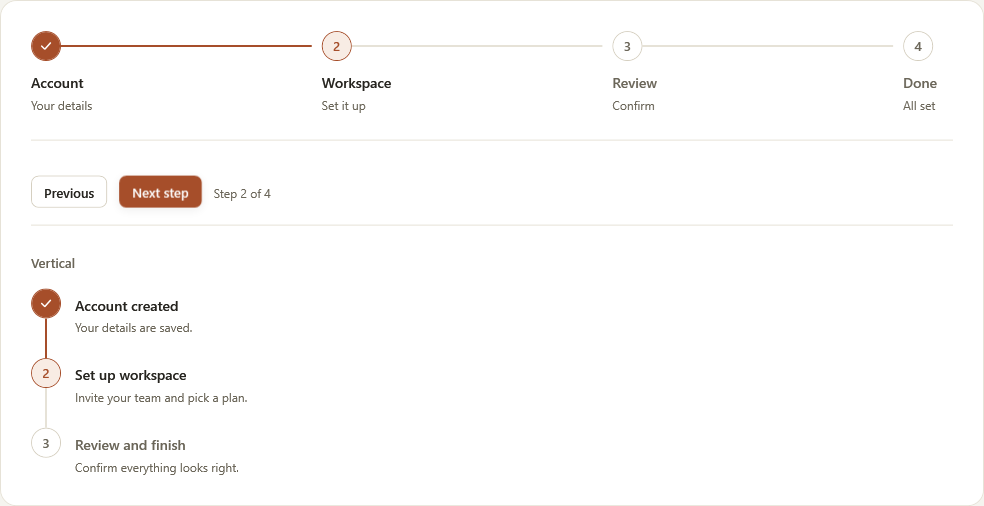 2
3
4
Account
Workspace
Review
Done
Your details
Set it up
Confirm
All set
Previous
Next step
Step 2 of 4
Vertical
Account created
Your details are saved.
2
Set up workspace
Invite your team and pick a plan.
3
Review and finish
Confirm everything looks right.